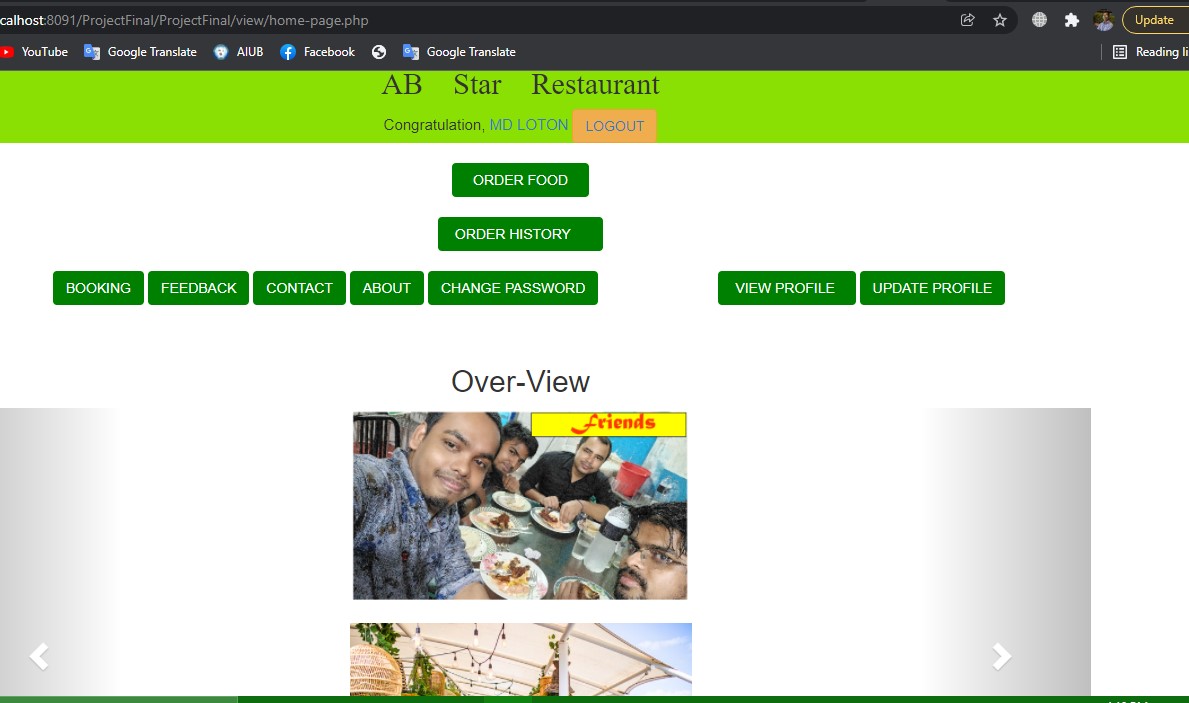 calhost:8091/ProjectFinal/ProjectFinal/view/home-page.php
Update
YouTube Google Translate AIUB Facebook Google Translate Reading li
AB Star Restaurant
Congratulation, MD LOTON LOGOUT
ORDER FOOD
ORDER HISTORY
BOOKING FEEDBACK CONTACT ABOUT CHANGE PASSWORD VIEW PROFILE UPDATE PROFILE
Over-View
Friends